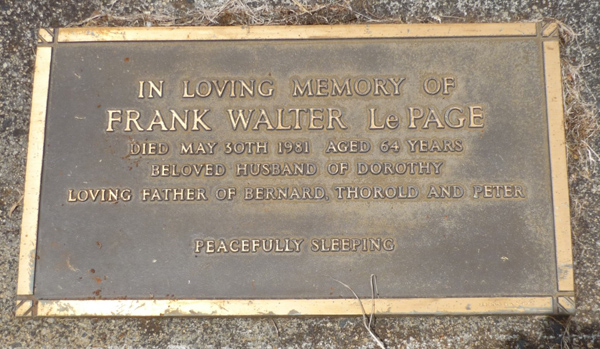 IN LOVING MEMORY OF
FRANK WALTER Le PAGE
DIED MAY 30TH 1981 AGED 64 YEARS
BELOVED HUSBAND OF DOROTHY
LOVING FATHER OF BERNARD, THOROLD AND PETER
PEACEFULLY SLEEPING